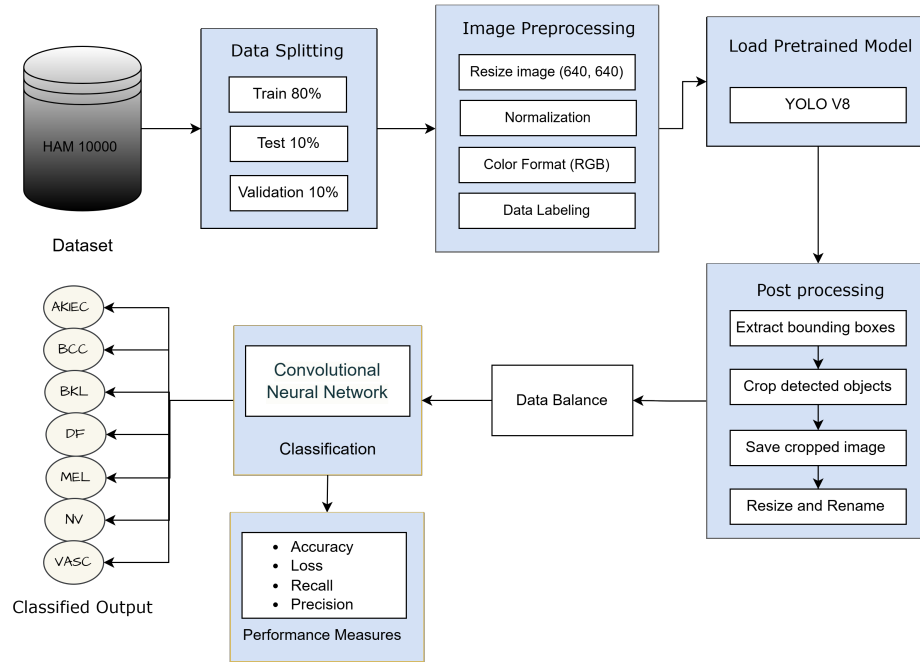 HAM 10000
Dataset
Data Splitting
Train 80%
Test 10%
Validation 10%
Image Preprocessing
Resize image (640, 640)
Normalization
Color Format (RGB)
Data Labeling
Load Pretrained Model
YOLO V8
Post processing
Extract bounding boxes
Crop detected objects
Save cropped image
Resize and Rename
Data Balance
Convolutional
Neural Network
Classification
• Accuracy
• Loss
• Recall
• Precision
Performance Measures
AKIEC
BCC
BKL
DF
MEL
NV
VASC
Classified Output